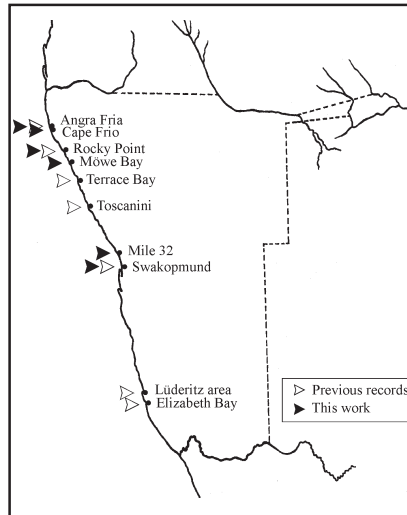 Angra Fria
Cape Frio
Rocky Point
Möwe Bay
Terrace Bay
Toscanini
Mile 32
Swakopmund
Lüderitz area
Elizabeth Bay
Previous records
This work